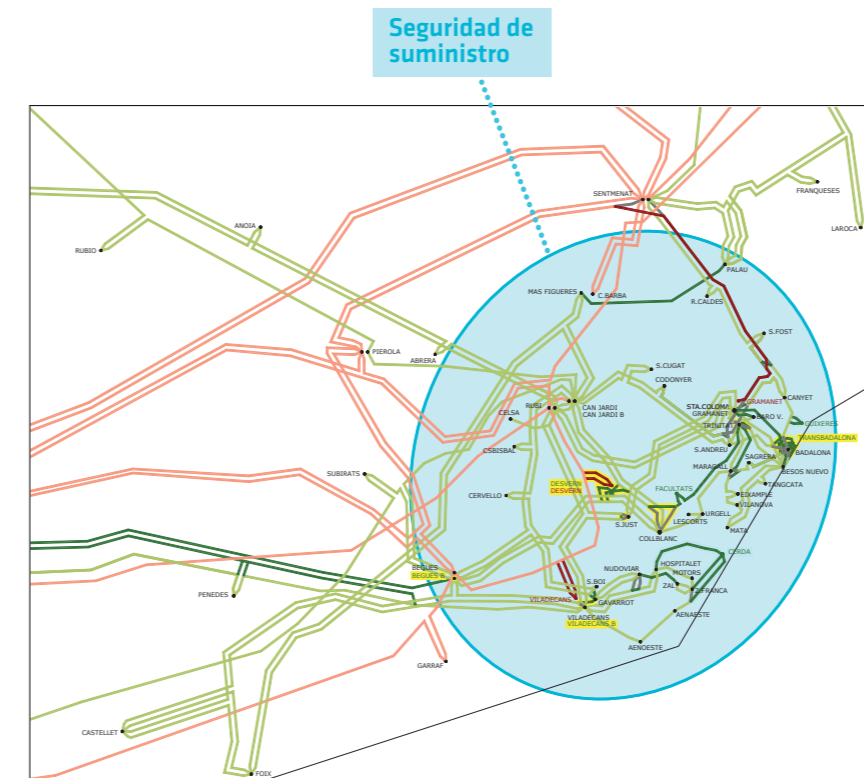 Seguridad de
suministro
SENTMENAT
FRANQUESES
LAROCA
ANOIA
RUBIO
PALAU
MAS FIGUERES
C.BARBA
R.CALDES
S.FOST
PIEROLA
ABRERA
S.CUGAT
CODONYER
CANYET
GRAMANET
RUBI
CAN JARDI
CAN JARDI B
STA.COLOMA
GRAMANET
BARO V.
CELSA
TRINITAT
GUIXERES
TRANSBADALONA
CSBISBAL
S.ANDREU
BADALONA
SAGRERA
MARAGALL
BESOS NUEVO
SUBIRATS
DESVERN
DESVERN
TANGCATA
CERVELLO
FACULTATS
EIXAMPLE
VILANOVA
URGELL
LESCORTS
S.JUST
MATA
COLLBLANC
CERDA
HOSPITALET
BEGUES
BEGUES B
NUDOVIAR
MOTORS
S.BOI
ZAL
Z.FRANCA
PENEDES
VILADECANS
GAVARROT
VILADECANS
VILADECANS B
AENAESTE
AENOESTE
GARRAF
CASTELLET
FOIX